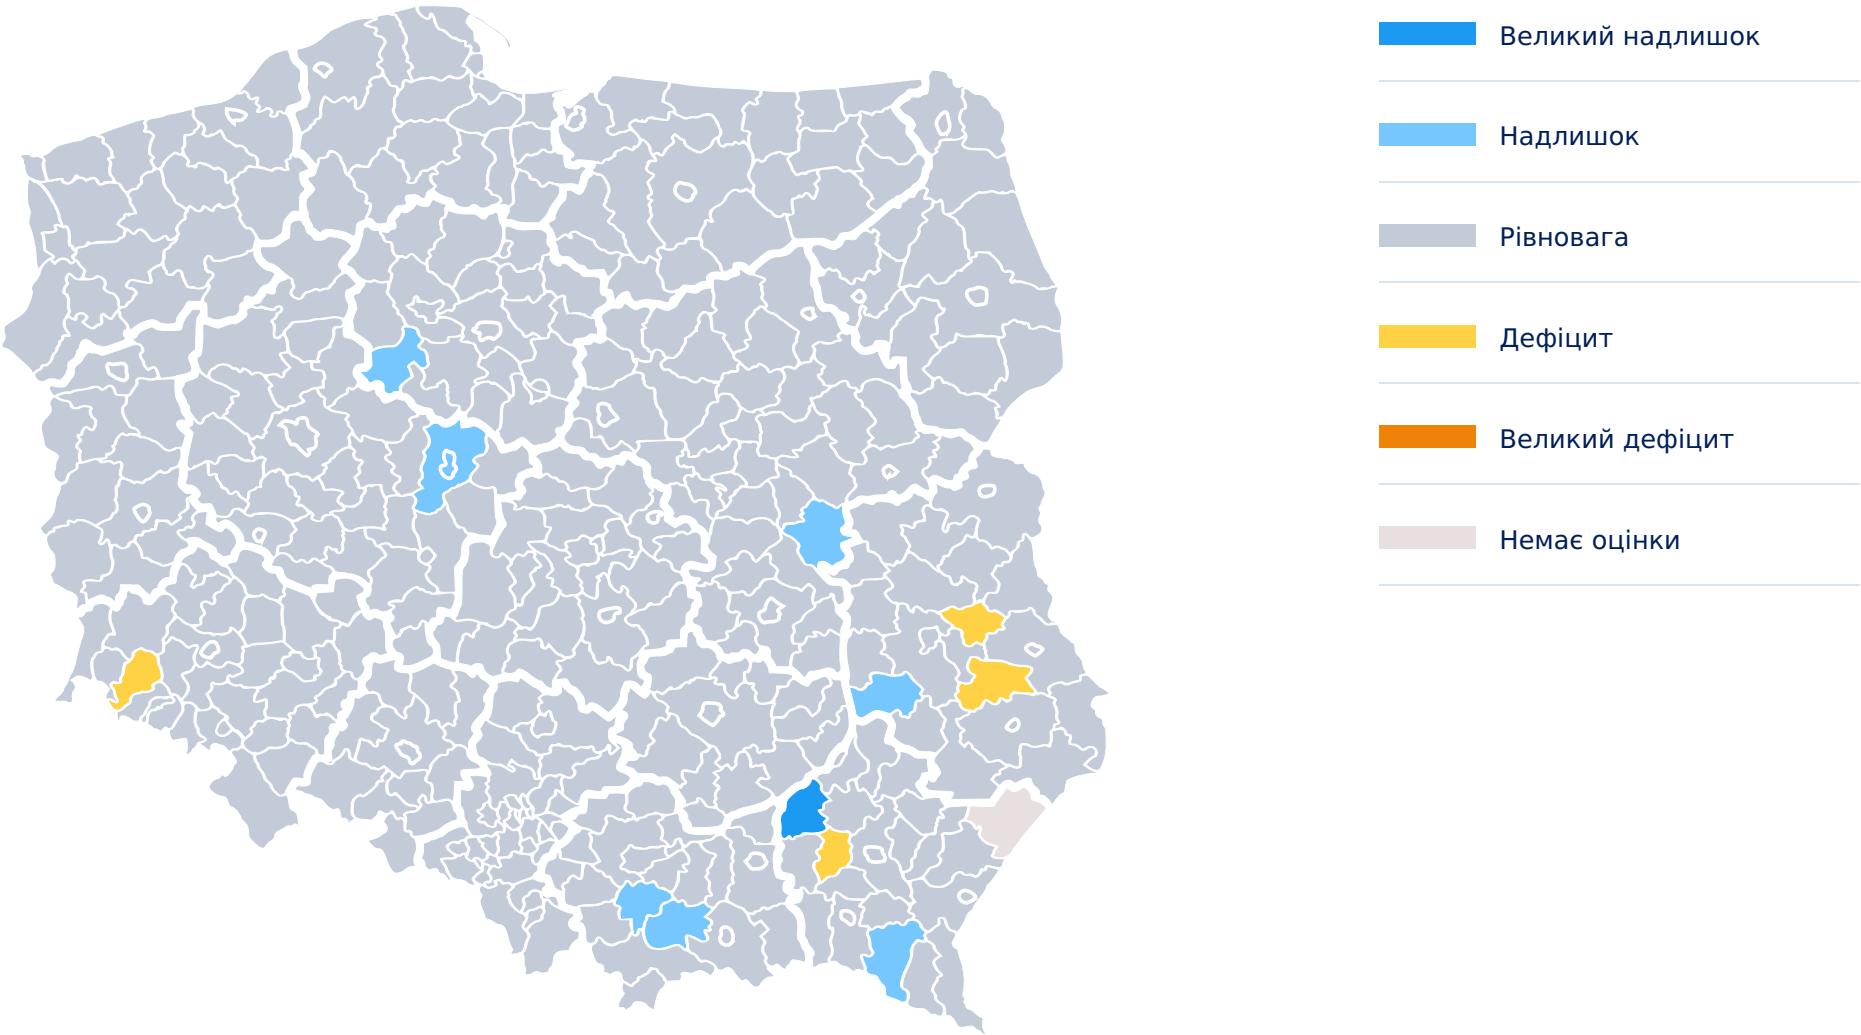 Великий надлишок
Надлишок
Рівновага
Дефіцит
Великий дефіцит
Немає оцінки